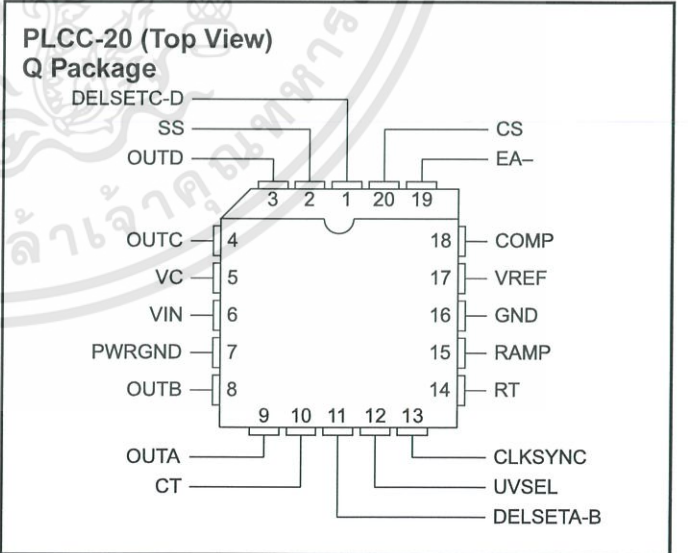 PLCC-20 (Top View)
Q Package
DELSETC-D
SS
OUTD
CS
EA–
3 2 1 20 19
OUTC 4
VC 5
VIN 6
PWRGND 7
OUTB 8
18 COMP
17 VREF
16 GND
15 RAMP
14 RT
9 10 11 12 13
OUTA
CT
CLKSYNC
UVSEL
DELSETA-B